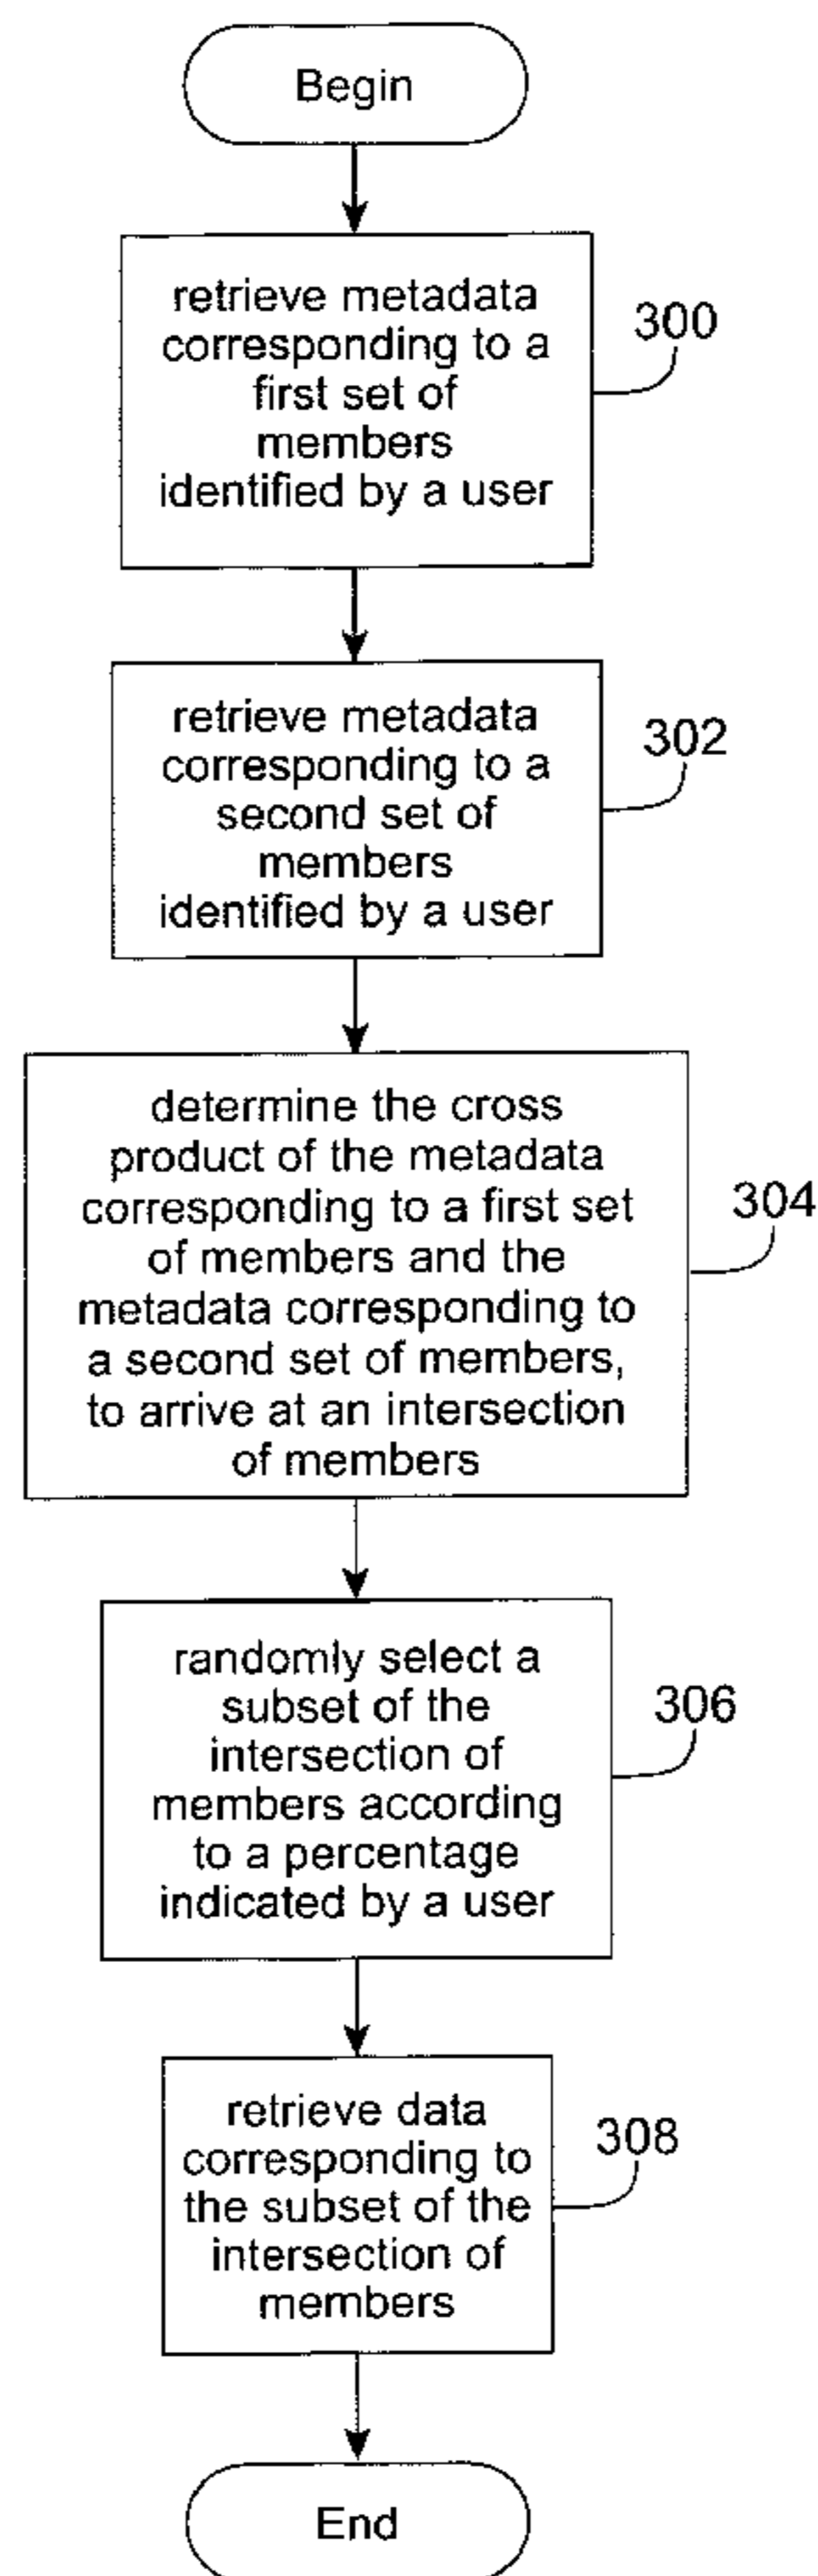 Begin
retrieve metadata
corresponding to a
first set of
members
identified by a user
300
retrieve metadata
corresponding to a
second set of
members
identified by a user
302
determine the cross
product of the metadata
corresponding to a first set
of members and the
metadata corresponding to
a second set of members,
to arrive at an intersection
of members
304
randomly select a
subset of the
intersection of
members according
to a percentage
indicated by a user
306
retrieve data
corresponding to
the subset of the
intersection of
members
308
End